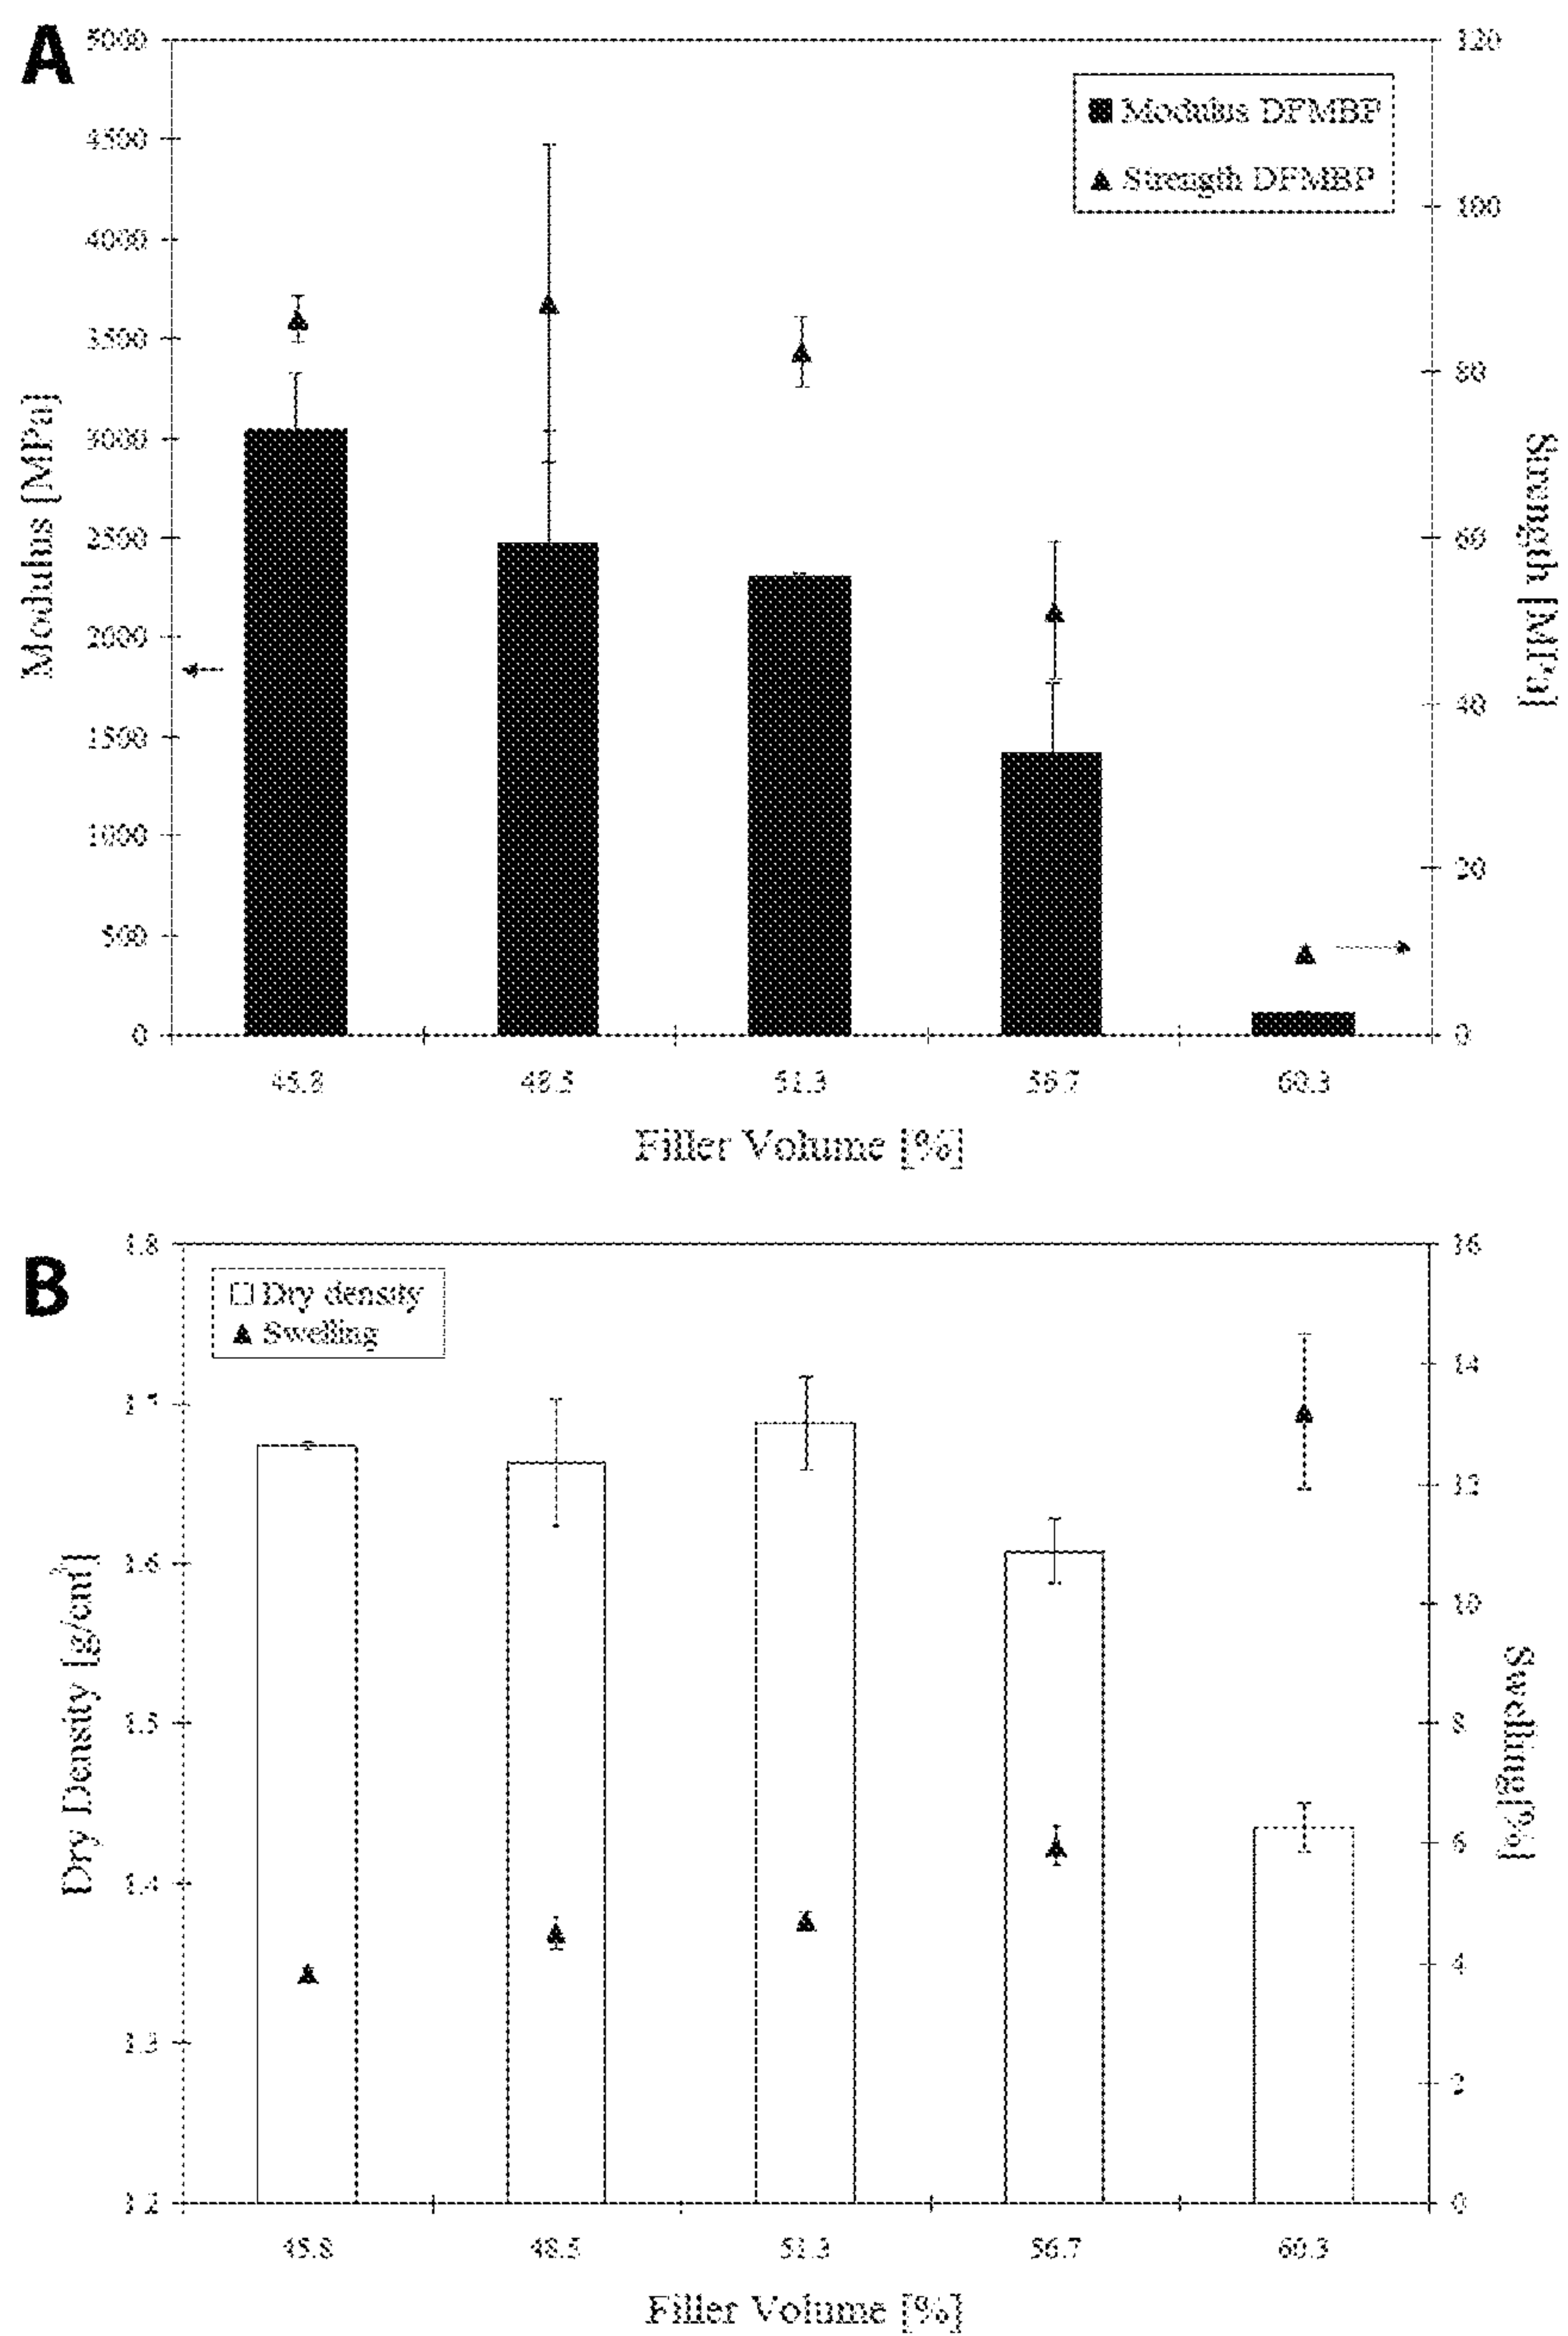 A
5000
4500
4000
3500
3000
2500
2000
1500
1000
500
0
Modulus [MPa]
120
100
80
60
40
20
0
Strength [MPa]
Modulus DFMBP
Strength DFMBP
45.8 48.5 51.3 56.7 60.3
Filler Volume [%]
B
1.8
1.7
1.6
1.5
1.4
1.3
1.2
Dry Density [g/cm³]
16
14
12
10
8
6
4
2
0
Swelling[%]
Dry density
Swelling
45.8 48.5 51.3 56.7 60.3
Filler Volume [%]